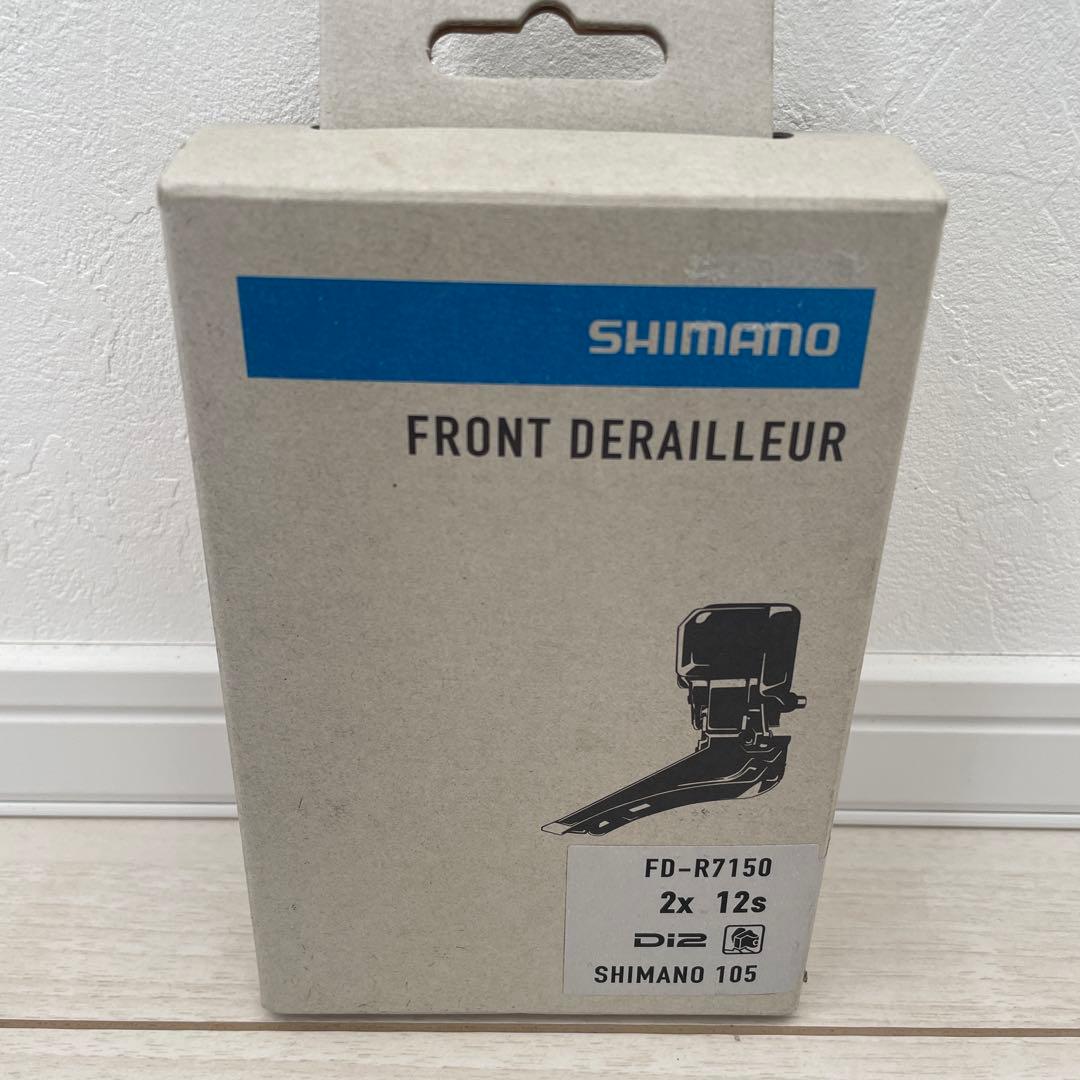 SHIMANO
FRONT DERAILLEUR
FD-R7150
2x 12s
Di2
SHIMANO 105